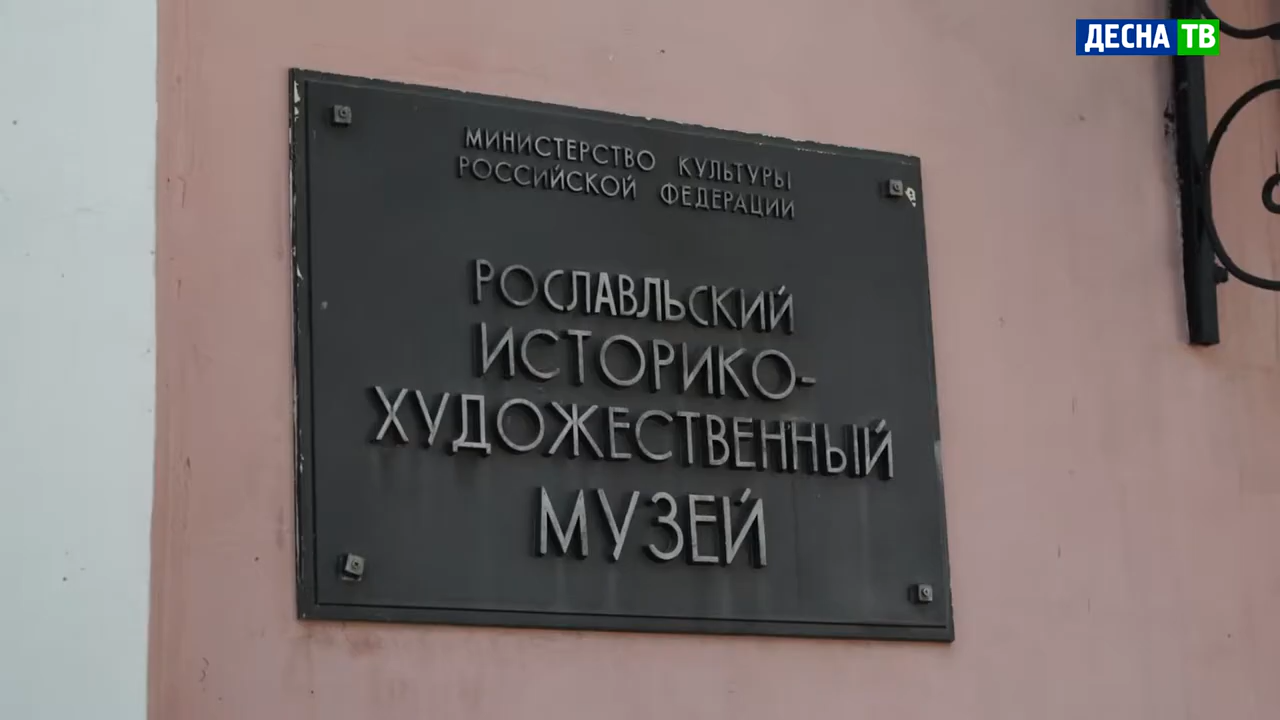 ДЕСНА ТВ
МИНИСТЕРСТВО КУЛЬТУРЫ
РОССИЙСКОЙ ФЕДЕРАЦИИ
РОСЛАВЛЬСКИЙ
ИСТОРИКО-
ХУДОЖЕСТВЕННЫЙ
МУЗЕЙ